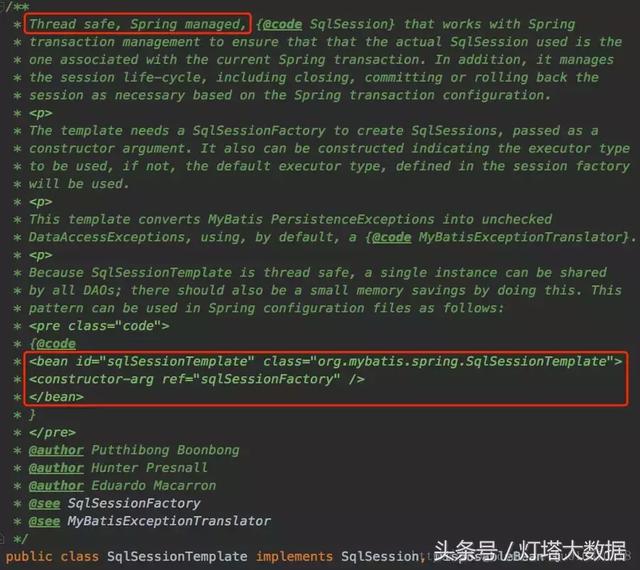 /**
* Thread safe, Spring managed, {@code SqlSession} that works with Spring
* transaction management to ensure that that the actual SqlSession used is the
* one associated with the current Spring transaction. In addition, it manages
* the session life-cycle, including closing, committing or rolling back the
* session as necessary based on the Spring transaction configuration.
* <p>
* The template needs a SqlSessionFactory to create SqlSessions, passed as a
* constructor argument. It also can be constructed indicating the executor type
* to be used, if not, the default executor type, defined in the session factory
* will be used.
* <p>
* This template converts MyBatis PersistenceExceptions into unchecked
* DataAccessExceptions, using, by default, a {@code MyBatisExceptionTranslator}.
* <p>
* Because SqlSessionTemplate is thread safe, a single instance can be shared
* by all DAOs; there should also be a small memory savings by doing this. This
* pattern can be used in Spring configuration files as follows:
* <pre class="code">
* {@code
* <bean id="sqlSessionTemplate" class="org.mybatis.spring.SqlSessionTemplate">
* <constructor-arg ref="sqlSessionFactory" />
* </bean>
* }
* </pre>
* @author Putthibong Boonbong
* @author Hunter Presnall
* @author Eduardo Macarron
* @see SqlSessionFactory
* @see MyBatisExceptionTranslator
*/
public class SqlSessionTemplate implements SqlSession,
头条号 / 灯塔大数据